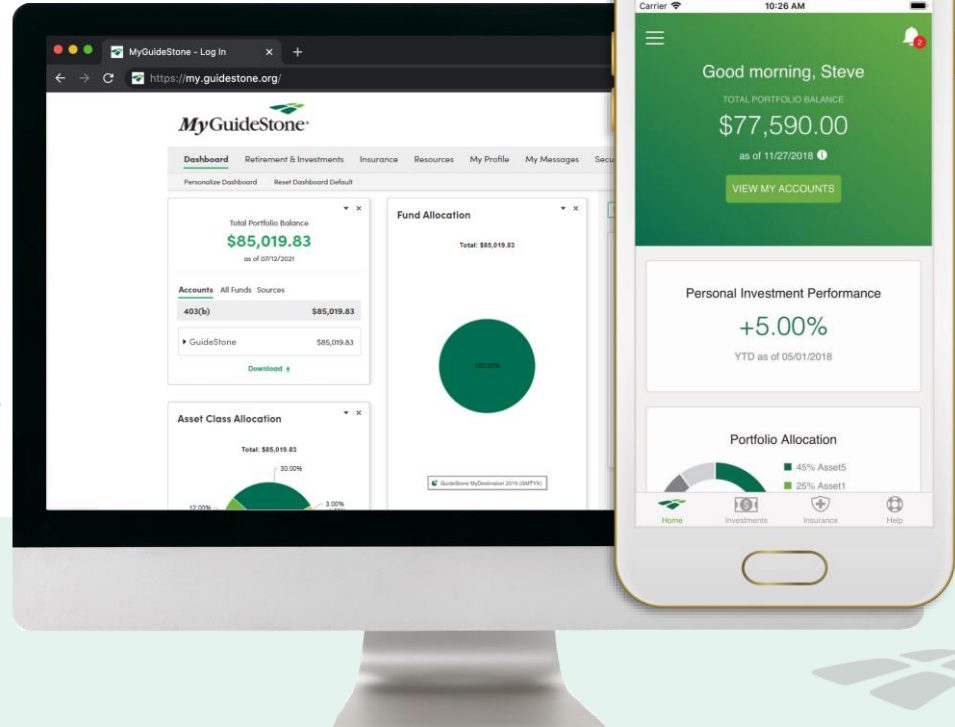 MyGuideStone - Log In
https://my.guidestone.org/
MyGuideStone
Dashboard Retirement & Investments Insurance Resources My Profile My Messages
Personalize Dashboard Reset Dashboard Default
Total Portfolio Balance
$85,019.83
as of 07/12/2021
Accounts All Funds Sources
403(b) $85,019.83
GuideStone $85,019.83
Download
Asset Class Allocation
Total: $85,019.83
30.00%
12.00%
3.00%
Fund Allocation
Total: $85,019.83
100.00%
GuideStone MyDestination 2015 (GMTYX)
Carrier 10:26 AM
2
Good morning, Steve
TOTAL PORTFOLIO BALANCE
$77,590.00
as of 11/27/2018
VIEW MY ACCOUNTS
Personal Investment Performance
+5.00%
YTD as of 05/01/2018
Portfolio Allocation
45% Asset5
25% Asset1
Home Investments Insurance Help